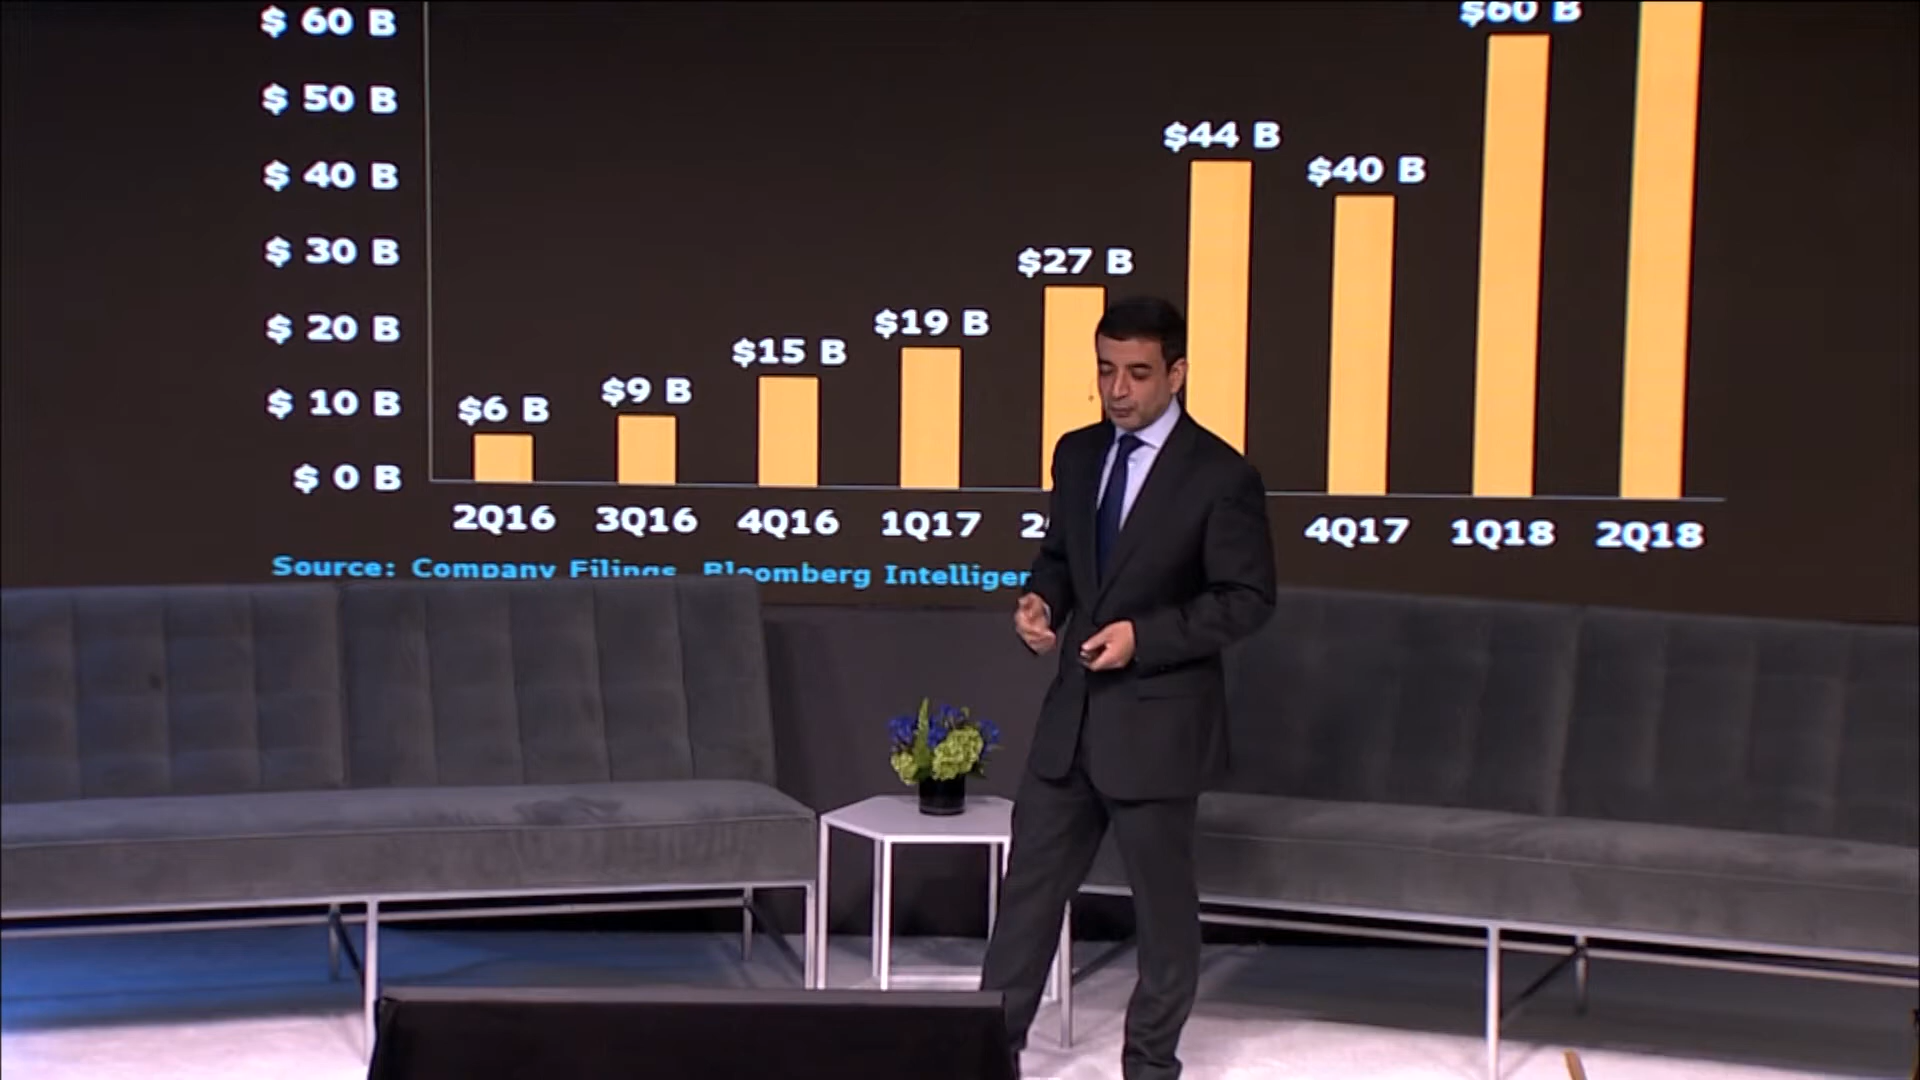 $ 60 B
$60 B
$ 50 B
$44 B
$ 40 B
$40 B
$ 30 B
$27 B
$ 20 B
$19 B
$15 B
$ 10 B
$9 B
$6 B
$ 0 B
2Q16 3Q16 4Q16 1Q17 4Q17 1Q18 2Q18
Source: Company Filings, Bloomberg